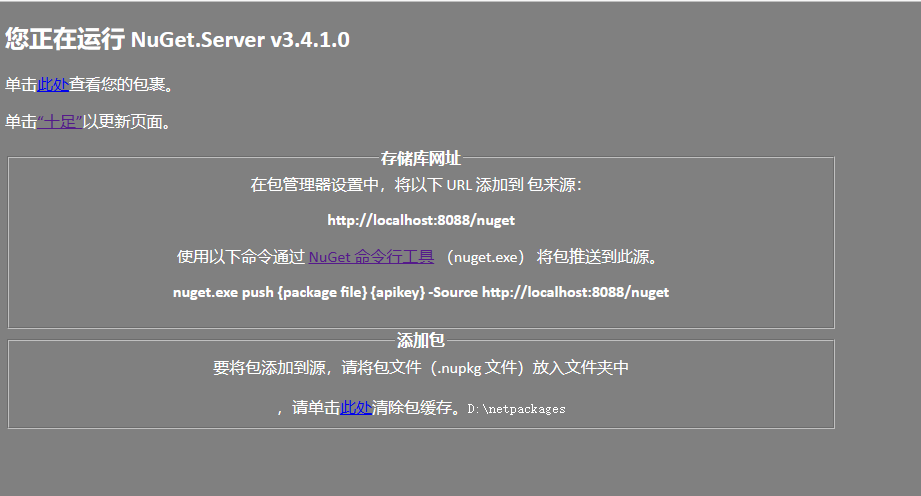 您正在运行 NuGet.Server v3.4.1.0
单击此处查看您的包裹。
单击“十足”以更新页面。
存储库网址
在包管理器设置中，将以下 URL 添加到 包来源：
http://localhost:8088/nuget
使用以下命令通过 NuGet 命令行工具 （nuget.exe） 将包推送到此源。
nuget.exe push {package file} {apikey} -Source http://localhost:8088/nuget
添加包
要将包添加到源，请将包文件（.nupkg 文件）放入文件夹中
，请单击此处清除包缓存。D:\netpackages